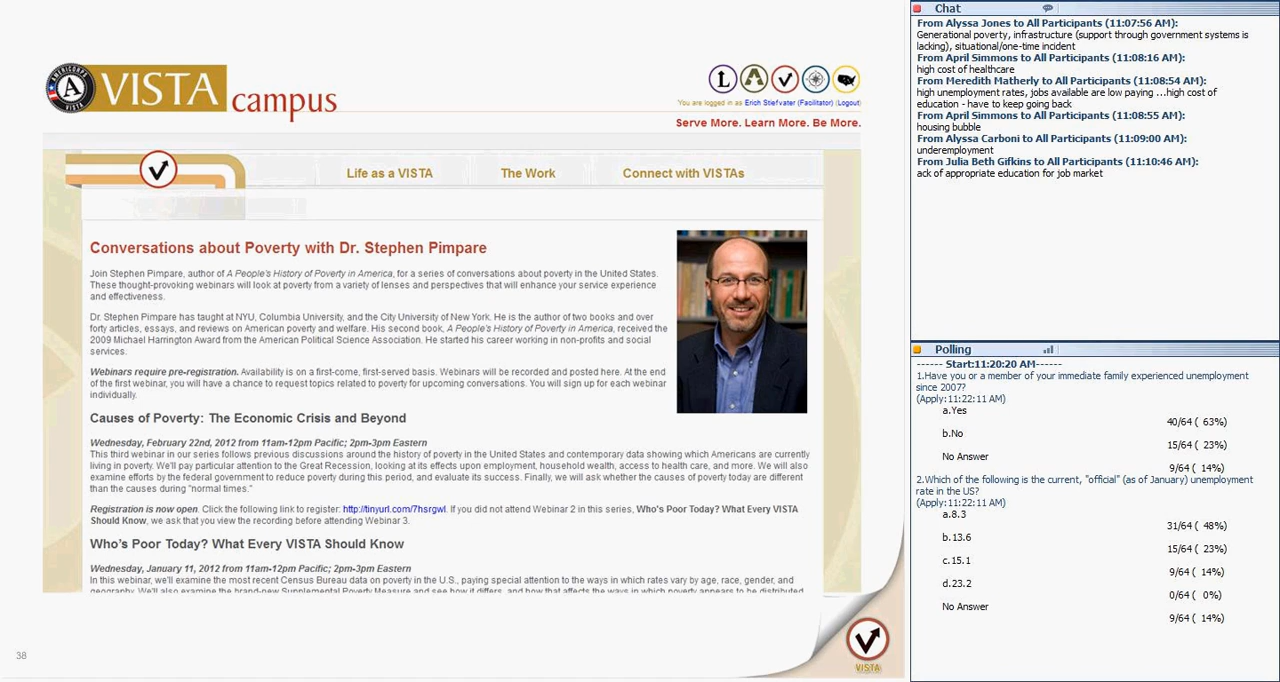 VISTA campus
You are logged in as Erich Stiefvater (Facilitator) (Logout)
Serve More. Learn More. Be More.
Life as a VISTA
The Work
Connect with VISTAs
Conversations about Poverty with Dr. Stephen Pimpare
Join Stephen Pimpare, author of A People's History of Poverty in America, for a series of conversations about poverty in the United States.
These thought-provoking webinars will look at poverty from a variety of lenses and perspectives that will enhance your service experience
and effectiveness.
Dr. Stephen Pimpare has taught at NYU, Columbia University, and the City University of New York. He is the author of two books and over
forty articles, essays, and reviews on American poverty and welfare. His second book, A People's History of Poverty in America, received the
2009 Michael Harrington Award from the American Political Science Association. He started his career working in non-profits and social
services.
Webinars require pre-registration. Availability is on a first-come, first-served basis. Webinars will be recorded and posted here. At the end
of the first webinar, you will have a chance to request topics related to poverty for upcoming conversations. You will sign up for each webinar
individually.
Causes of Poverty: The Economic Crisis and Beyond
Wednesday, February 22nd, 2012 from 11am-12pm Pacific; 2pm-3pm Eastern
This third webinar in our series follows previous discussions around the history of poverty in the United States and contemporary data showing which Americans are currently
living in poverty. We'll pay particular attention to the Great Recession, looking at its effects upon employment, household wealth, access to health care, and more. We will also
examine efforts by the federal government to reduce poverty during this period, and evaluate its success. Finally, we will ask whether the causes of poverty today are different
than the causes during "normal times."
Registration is now open. Click the following link to register: http://tinyurl.com/7hsrgwl. If you did not attend Webinar 2 in this series, Who's Poor Today? What Every VISTA
Should Know, we ask that you view the recording before attending Webinar 3.
Who's Poor Today? What Every VISTA Should Know
Wednesday, January 11, 2012 from 11am-12pm Pacific; 2pm-3pm Eastern
In this webinar, we'll examine the most recent Census Bureau data on poverty in the U.S., paying special attention to the ways in which rates vary by age, race, gender, and
geography. We'll also examine the brand-new Supplemental Poverty Measure and see how it differs, and how that affects the ways in which poverty appears to be distributed
38
VISTA
Chat
From Alyssa Jones to All Participants (11:07:56 AM):
Generational poverty, infrastructure (support through government systems is
lacking), situational/one-time incident
From April Simmons to All Participants (11:08:16 AM):
high cost of healthcare
From Meredith Matherly to All Participants (11:08:54 AM):
high unemployment rates, jobs available are low paying ...high cost of
education - have to keep going back
From April Simmons to All Participants (11:08:55 AM):
housing bubble
From Alyssa Carboni to All Participants (11:09:00 AM):
underemployment
From Julia Beth Gifkins to All Participants (11:10:46 AM):
ack of appropriate education for job market
Polling
------ Start:11:20:20 AM------
1.Have you or a member of your immediate family experienced unemployment
since 2007?
(Apply:11:22:11 AM)
a.Yes
40/64 ( 63%)
b.No
15/64 ( 23%)
No Answer
9/64 ( 14%)
2.Which of the following is the current, "official" (as of January) unemployment
rate in the US?
(Apply:11:22:11 AM)
a.8.3
31/64 ( 48%)
b.13.6
15/64 ( 23%)
c.15.1
9/64 ( 14%)
d.23.2
0/64 ( 0%)
No Answer
9/64 ( 14%)